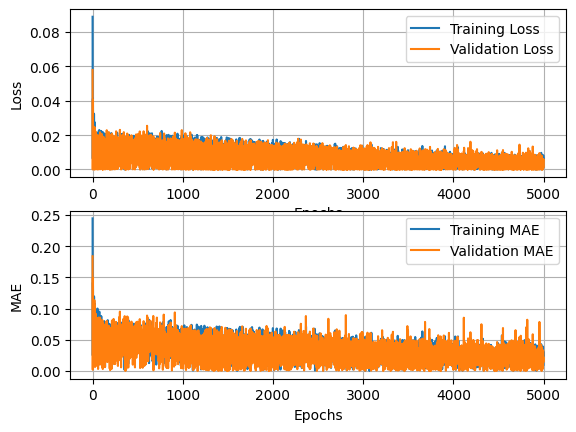 0.08
0.06
0.04
0.02
0.00
Loss
Training Loss
Validation Loss
0 1000 2000 3000 4000 5000
Epochs
0.25
0.20
0.15
0.10
0.05
0.00
MAE
Training MAE
Validation MAE
0 1000 2000 3000 4000 5000
Epochs